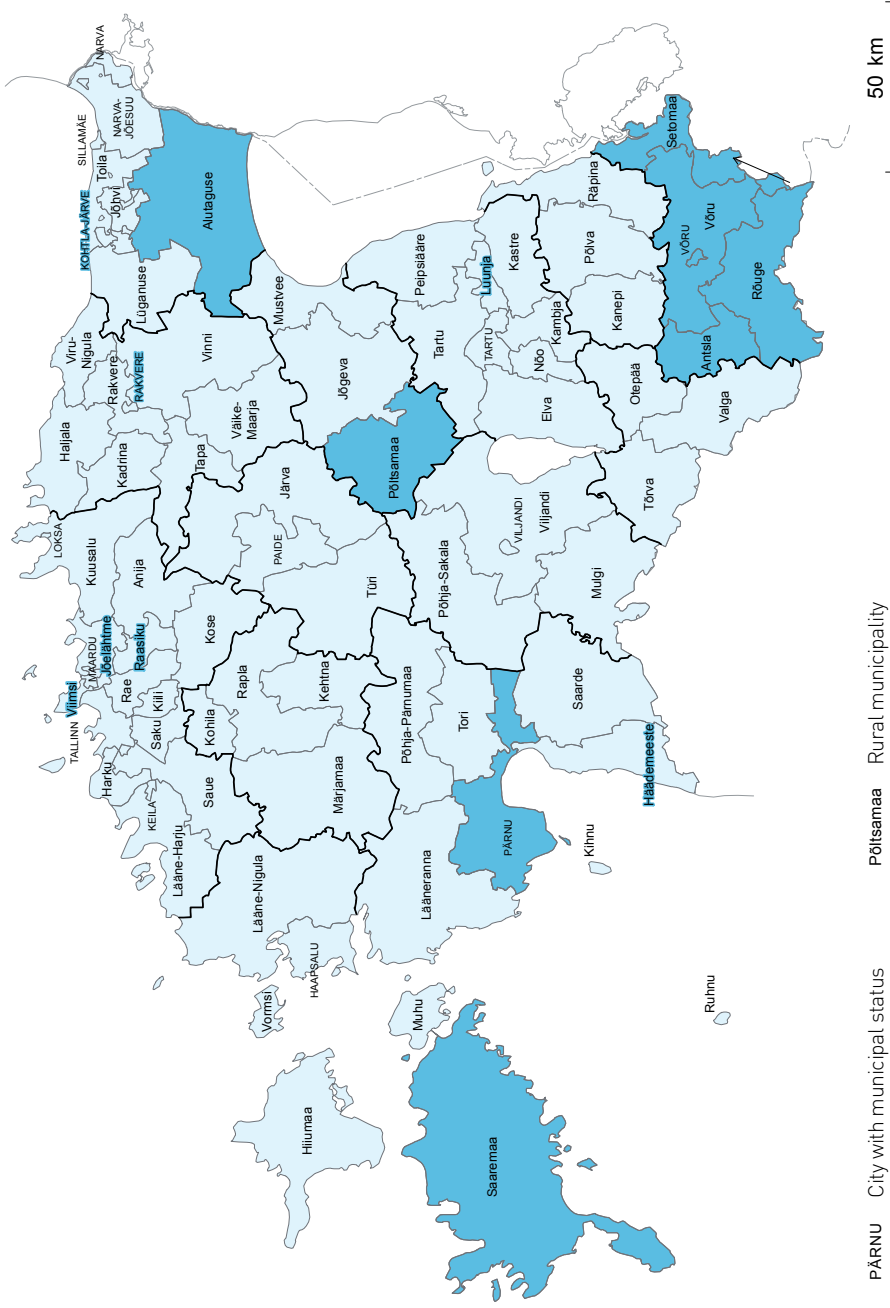 NARVA
SILLAMÄE
NARVA-
JÕESUU
Toila
KOHTLA-JÄRVE
Jõhvi
Alutaguse
Lüganuse
Viru-
Nigula
Rakvere
RAKVERE
Vinni
Haljala
Kadrina
Tapa
Väike-
Maarja
LOKSA
Kuusalu
Anija
MAARDU
Jõelähtme
Raasiku
Viimsi
TALLINN
Rae
Kiili
Saku
Kose
Harku
KEILA
Saue
Lääne-Harju
Kohila
Rapla
Kehtna
Märjamaa
Lääne-Nigula
HAAPSALU
Vormsi
Hiiumaa
Järva
PAIDE
Türi
Mustvee
Jõgeva
Põltsamaa
Peipsiääre
Tartu
TARTU
Luunja
Kastre
Kambja
Nõo
Elva
Põhja-Sakala
VILJANDI
Viljandi
Mulgi
Põhja-Pärnumaa
Tori
Saarde
PÄRNU
Lääneranna
Häädemeeste
Kihnu
Muhu
Saaremaa
Ruhnu
Räpina
Põlva
Kanepi
Otepää
Valga
Tõrva
Setomaa
VÕRU
Võru
Rõuge
Antsla
PÄRNU City with municipal status
Põltsamaa Rural municipality
50 km